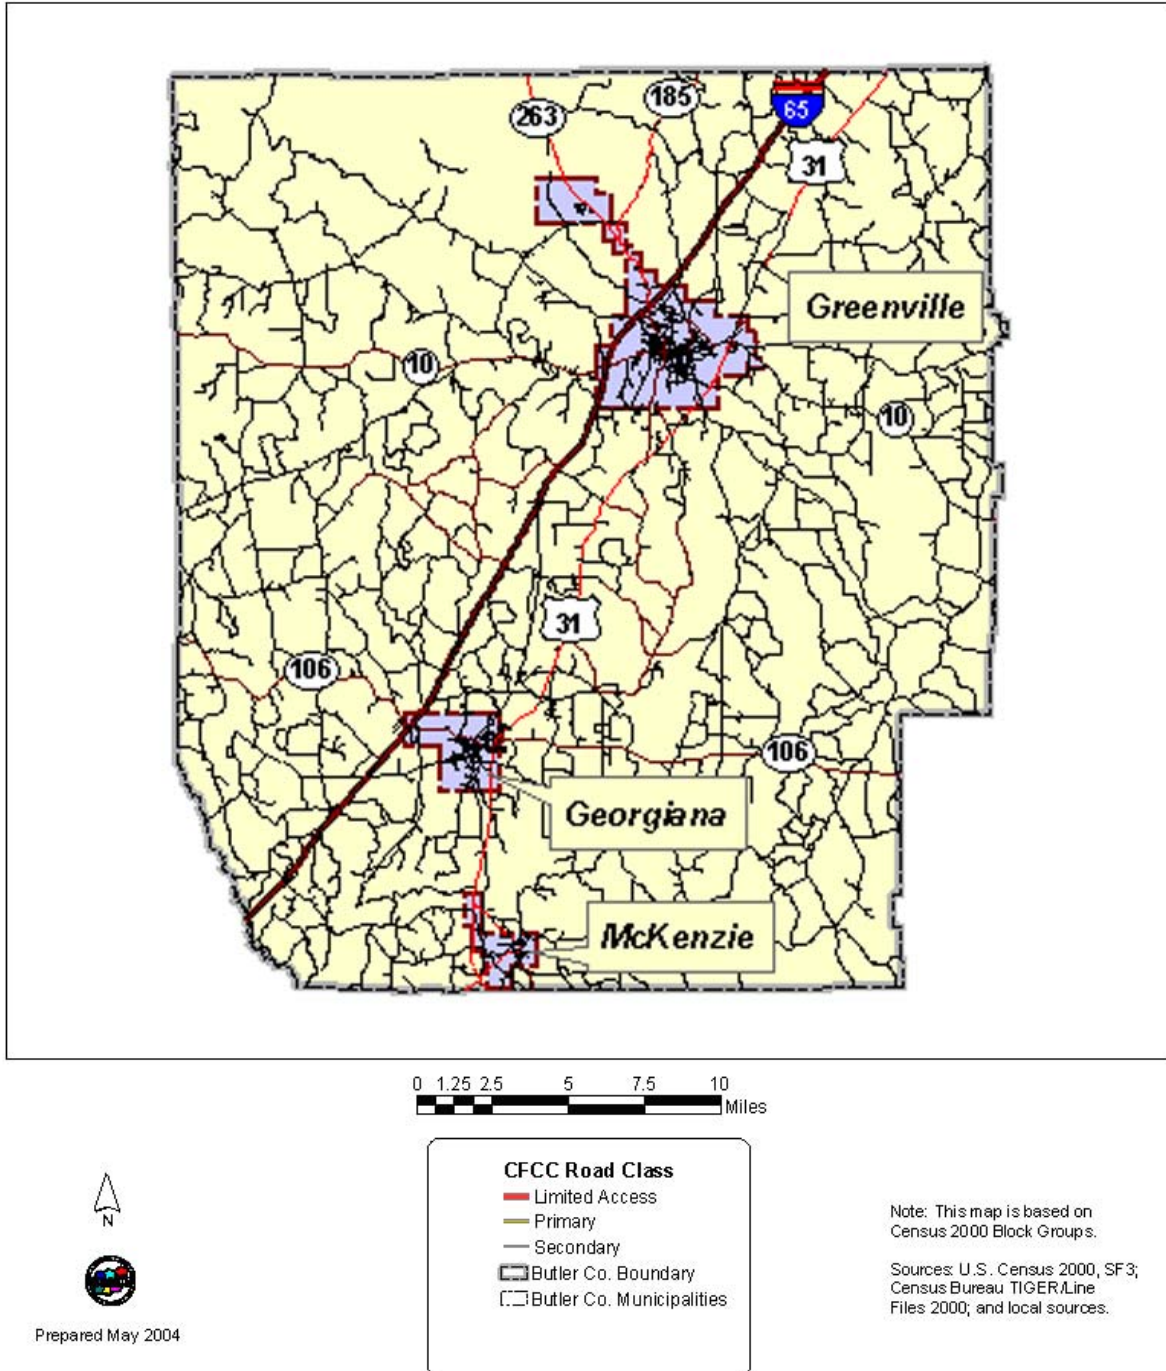 263
185
65
31
Greenville
10
10
31
106
106
Georgiana
McKenzie
0 1.25 2.5 5 7.5 10
Miles
CFCC Road Class
Limited Access
Primary
Secondary
Butler Co. Boundary
Butler Co. Municipalities
N
Prepared May 2004
Note: This map is based on
Census 2000 Block Groups.
Sources: U.S. Census 2000, SF3;
Census Bureau TIGER/Line
Files 2000; and local sources.